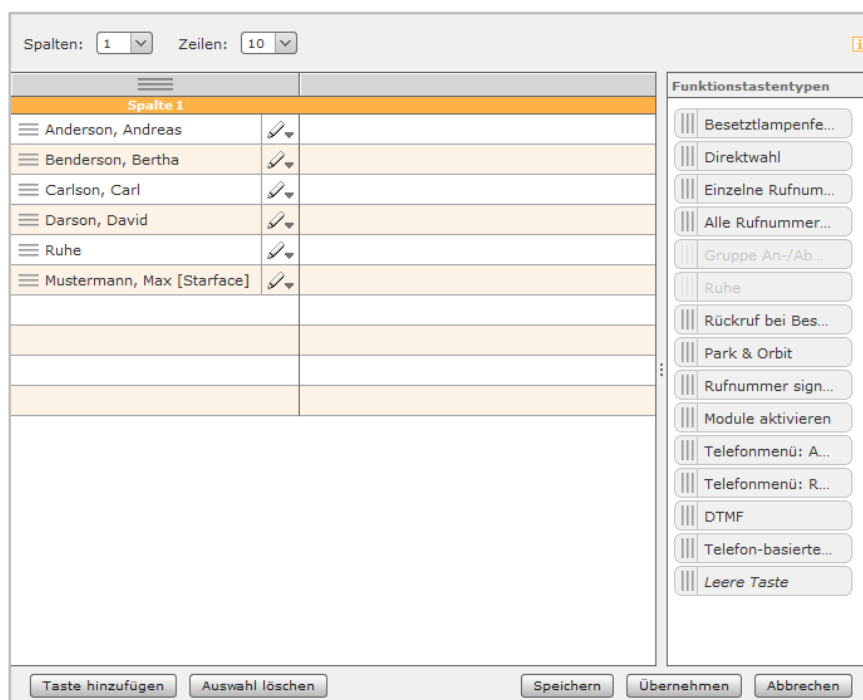 Spalten: 1 Zeilen: 10
Funktionstastentypen
Spalte 1
Anderson, Andreas
Benderson, Bertha
Carlson, Carl
Darson, David
Ruhe
Mustermann, Max [Starface]
Besetztlampenfe...
Direktwahl
Einzelne Rufnum...
Alle Rufnummer...
Gruppe An-/Ab...
Ruhe
Rückruf bei Bes...
Park & Orbit
Rufnummer sign...
Module aktivieren
Telefonmenü: A...
Telefonmenü: R...
DTMF
Telefon-basierte...
Leere Taste
Taste hinzufügen Auswahl löschen Speichern Übernehmen Abbrechen